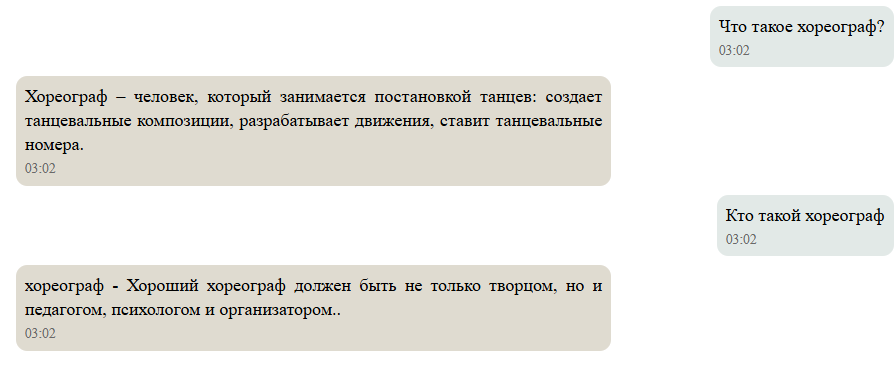 Что такое хореограф?
03:02
Хореограф – человек, который занимается постановкой танцев: создает
танцевальные композиции, разрабатывает движения, ставит танцевальные
номера.
03:02
Кто такой хореограф
03:02
хореограф - Хороший хореограф должен быть не только творцом, но и
педагогом, психологом и организатором..
03:02